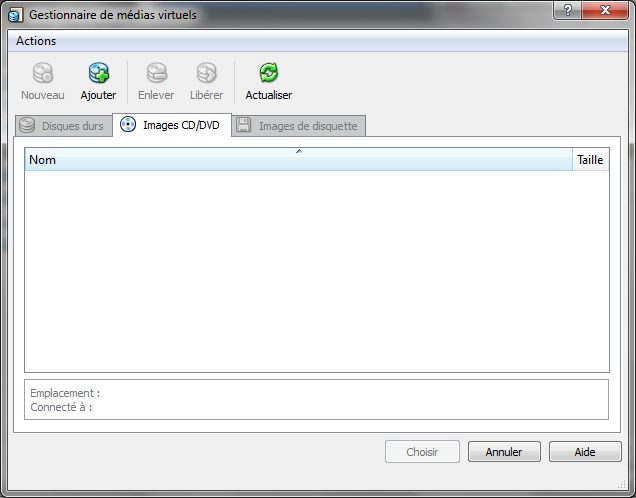 Gestionnaire de médias virtuels
?
Actions
Nouveau Ajouter Enlever Libérer Actualiser
Disques durs Images CD/DVD Images de disquette
Nom Taille
Emplacement :
Connecté à :
Choisir Annuler Aide